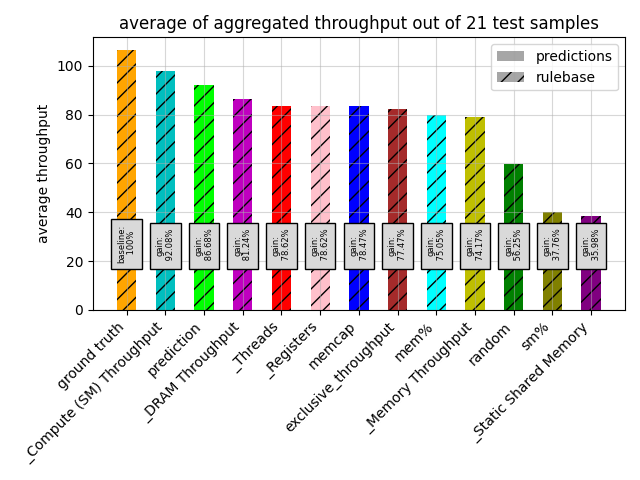 average of aggregated throughput out of 21 test samples
predictions
rulebase
average throughput
100
80
60
40
20
0
baseline:
100%
gain:
92.08%
gain:
86.68%
gain:
81.24%
gain:
78.62%
gain:
78.62%
gain:
78.47%
gain:
77.47%
gain:
75.05%
gain:
74.17%
gain:
56.25%
gain:
37.76%
gain:
35.98%
ground truth
_Compute (SM) Throughput
prediction
_DRAM Throughput
_Threads
_Registers
memcap
exclusive_throughput
mem%
_Memory Throughput
random
sm%
_Static Shared Memory